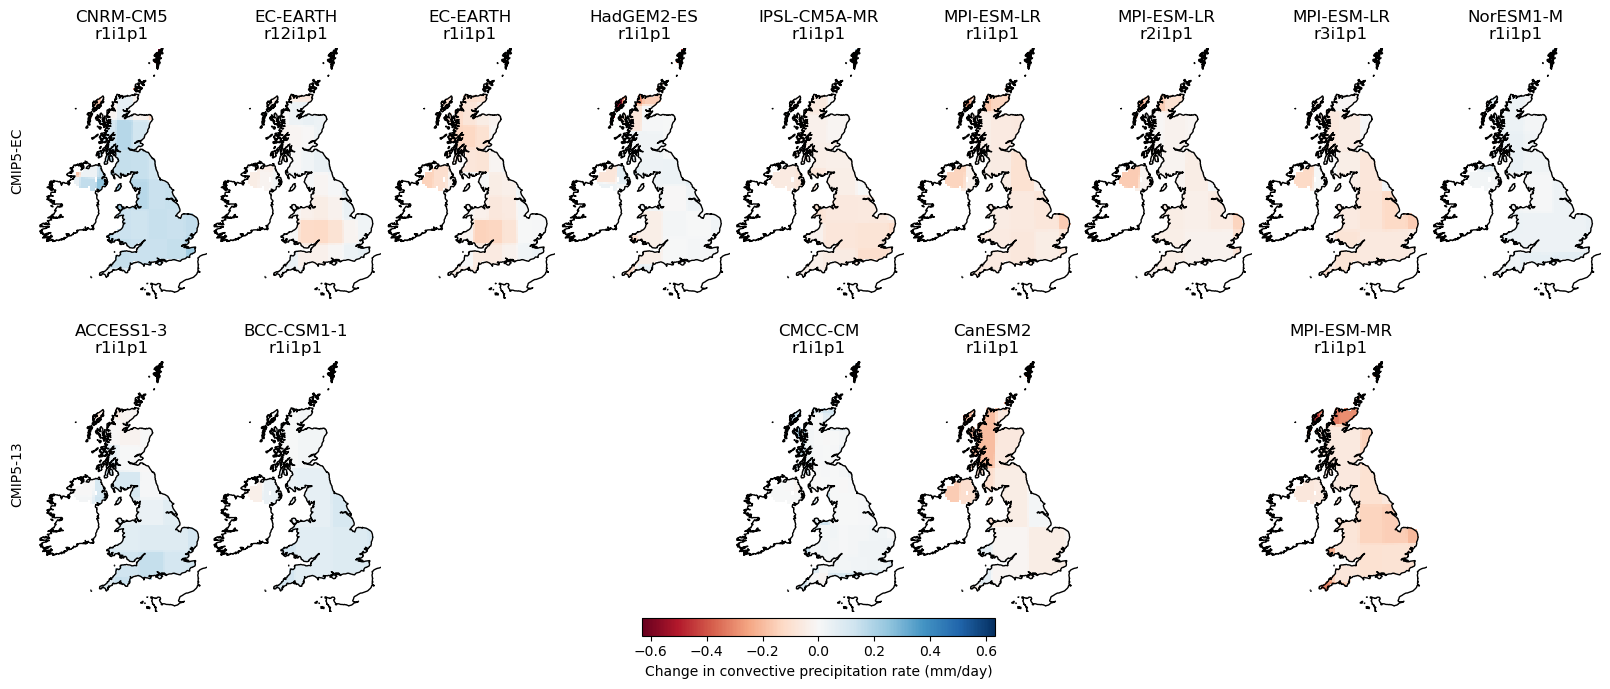 CNRM-CM5
r1i1p1
EC-EARTH
r12i1p1
EC-EARTH
r1i1p1
HadGEM2-ES
r1i1p1
IPSL-CM5A-MR
r1i1p1
MPI-ESM-LR
r1i1p1
MPI-ESM-LR
r2i1p1
MPI-ESM-LR
r3i1p1
NorESM1-M
r1i1p1
CMIP5-EC
ACCESS1-3
r1i1p1
BCC-CSM1-1
r1i1p1
CMCC-CM
r1i1p1
CanESM2
r1i1p1
MPI-ESM-MR
r1i1p1
CMIP5-13
−0.6 −0.4 −0.2 0.0 0.2 0.4 0.6
Change in convective precipitation rate (mm/day)